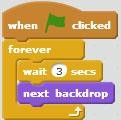 when clicked
forever
wait 3 secs
next backdrop